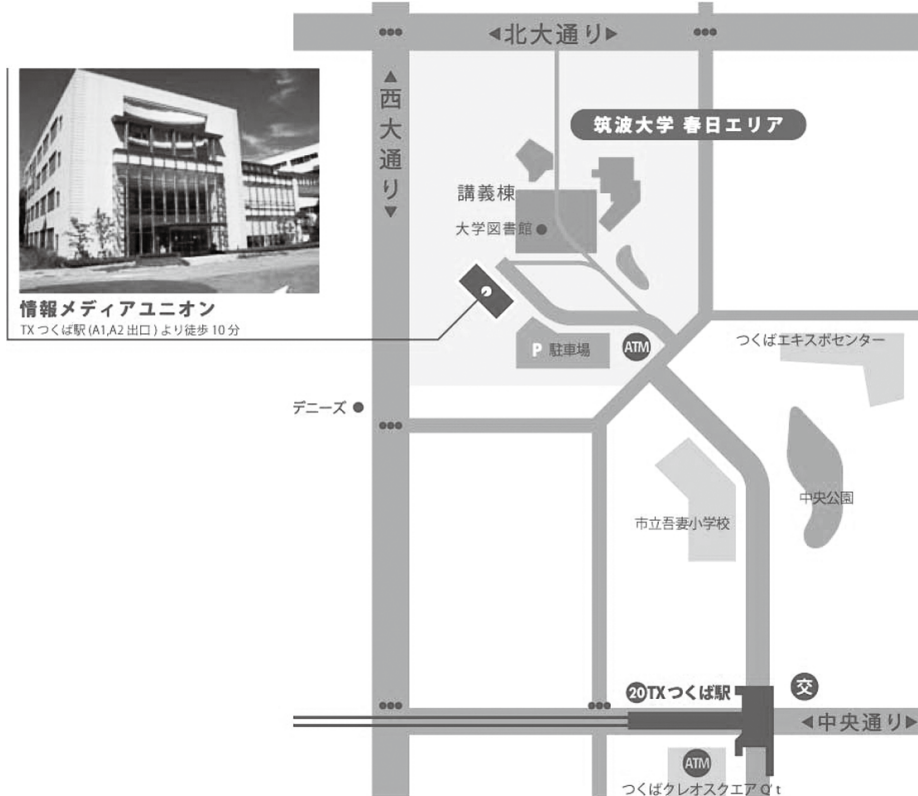 ◀北大通り▶
▲西大通り▼
筑波大学 春日エリア
講義棟
大学図書館
情報メディアユニオン
TX つくば駅 (A1,A2 出口 ) より徒歩 10 分
P 駐車場
ATM
つくばエキスポセンター
デニーズ
中央公園
市立吾妻小学校
⑳TX つくば駅
交
◀中央通り▶
ATM
つくばクレオスクエア Q't